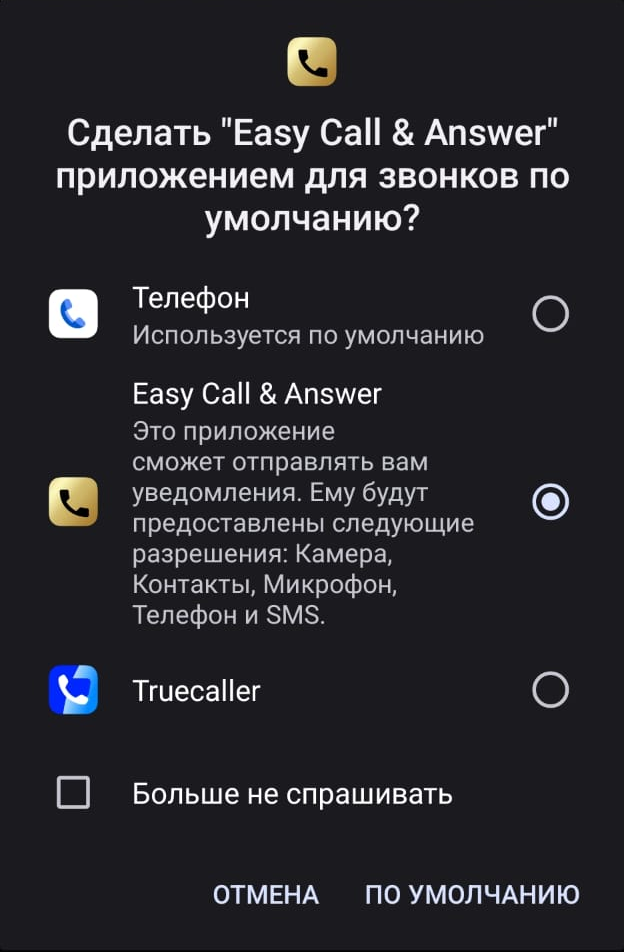 Сделать "Easy Call & Answer"
приложением для звонков по
умолчанию?
Телефон
Используется по умолчанию
Easy Call & Answer
Это приложение
сможет отправлять вам
уведомления. Ему будут
предоставлены следующие
разрешения: Камера,
Контакты, Микрофон,
Телефон и SMS.
Truecaller
Больше не спрашивать
ОТМЕНА
ПО УМОЛЧАНИЮ